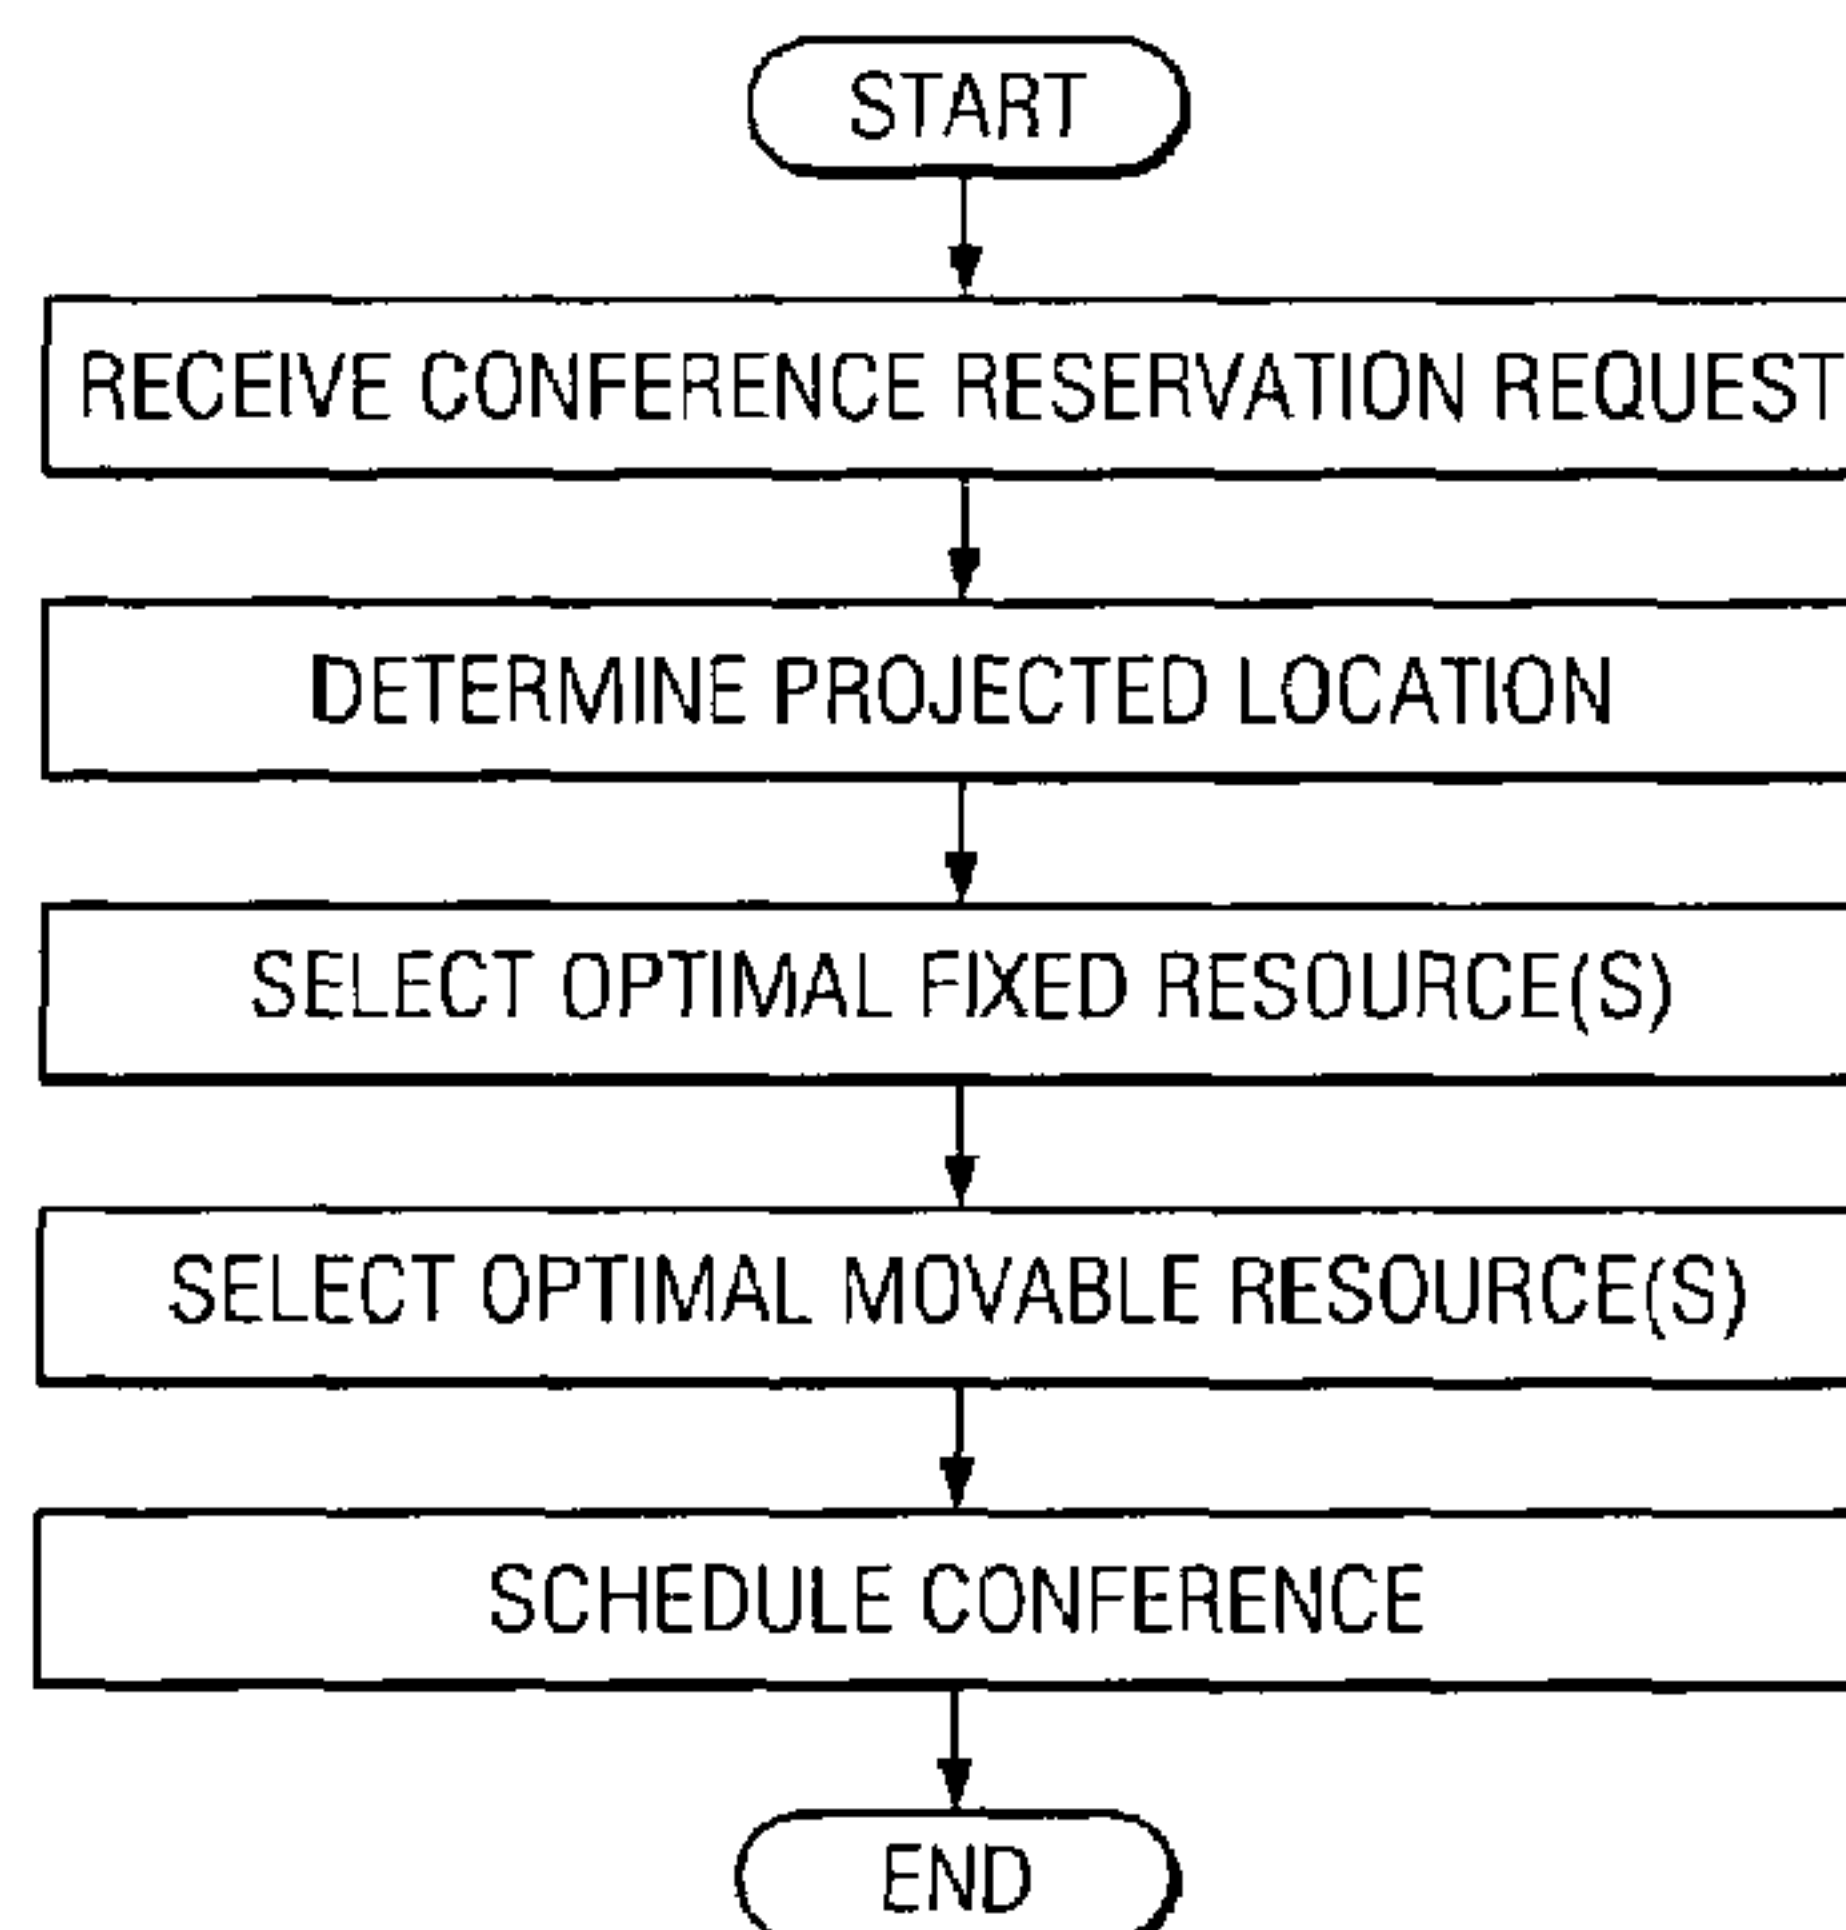 START
RECEIVE CONFERENCE RESERVATION REQUEST
DETERMINE PROJECTED LOCATION
SELECT OPTIMAL FIXED RESOURCE(S)
SELECT OPTIMAL MOVABLE RESOURCE(S)
SCHEDULE CONFERENCE
END